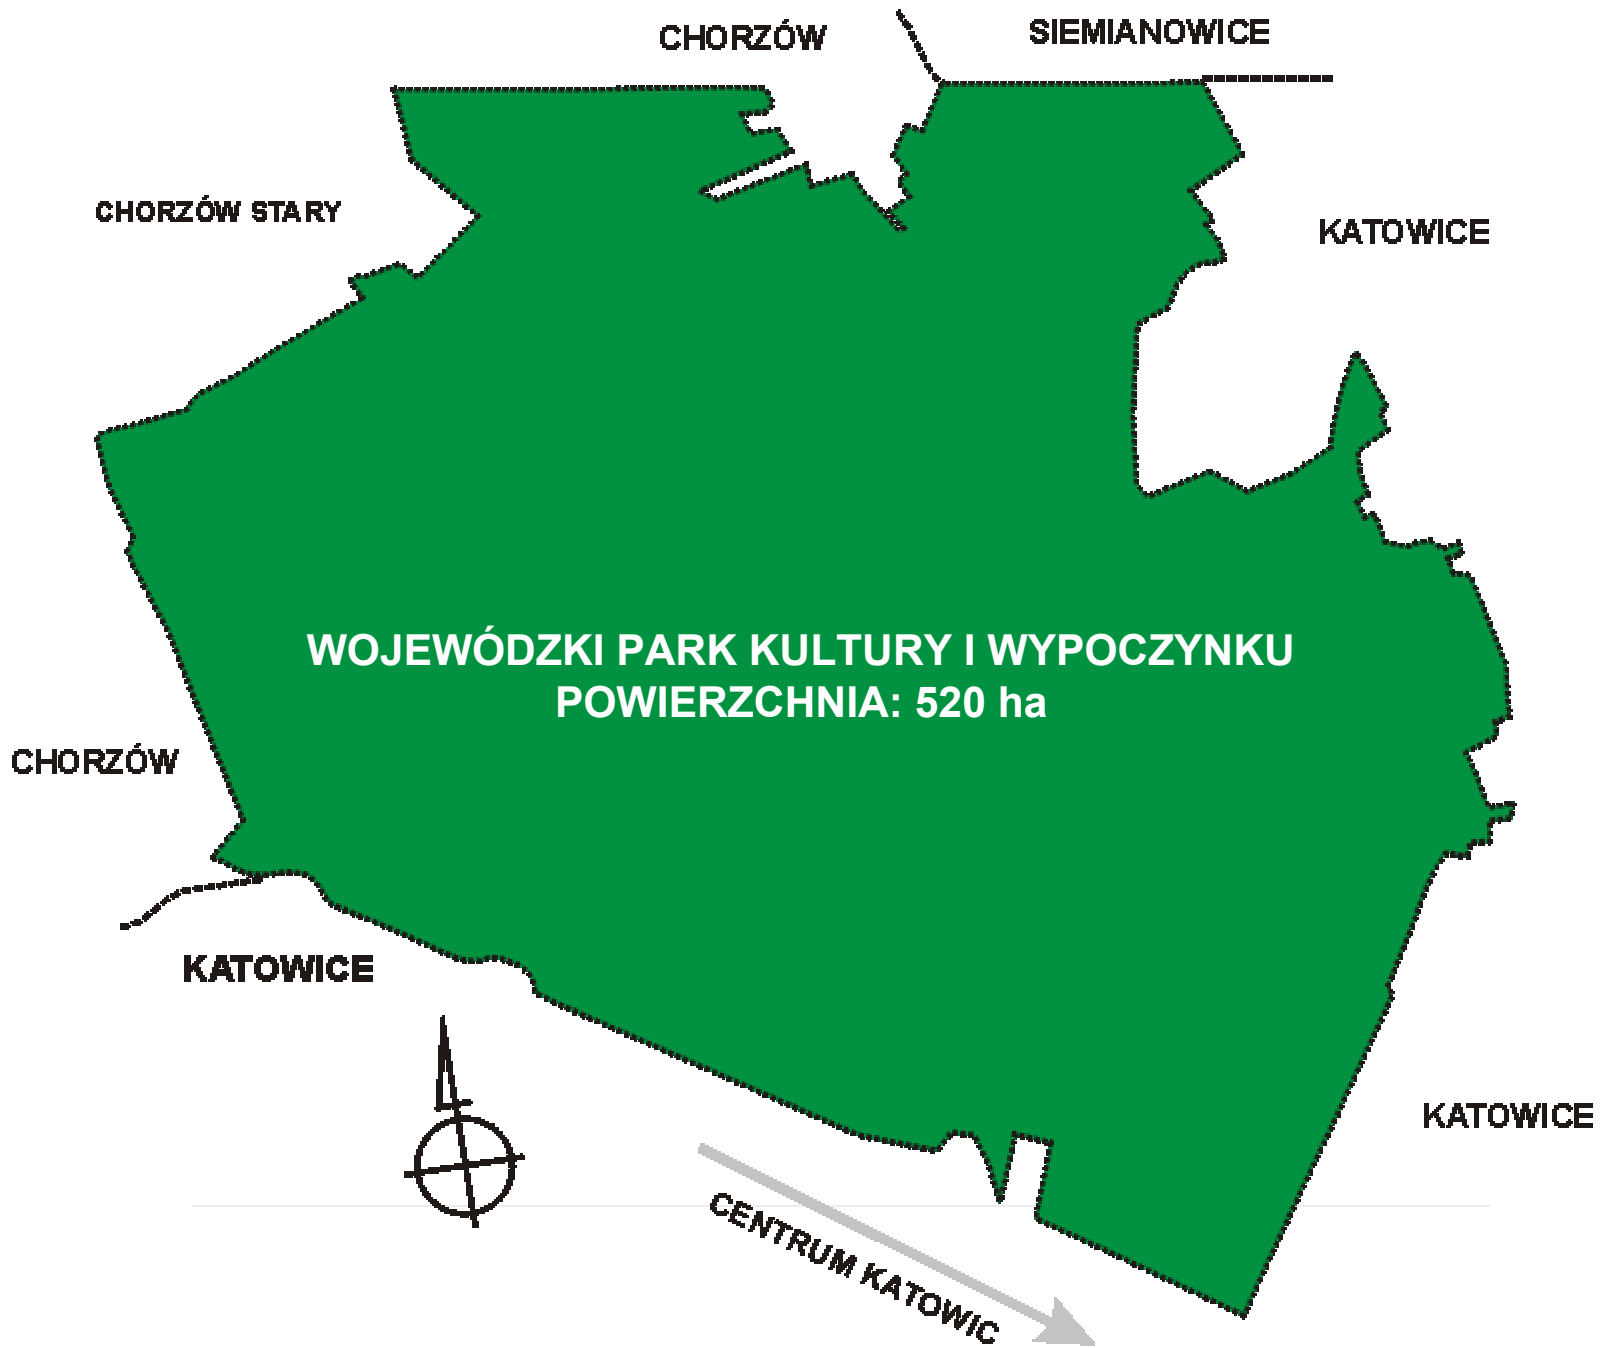 CHORZÓW
SIEMIANOWICE
CHORZÓW STARY
KATOWICE
WOJEWÓDZKI PARK KULTURY I WYPOCZYNKU
POWIERZCHNIA: 520 ha
CHORZÓW
KATOWICE
KATOWICE
CENTRUM KATOWIC